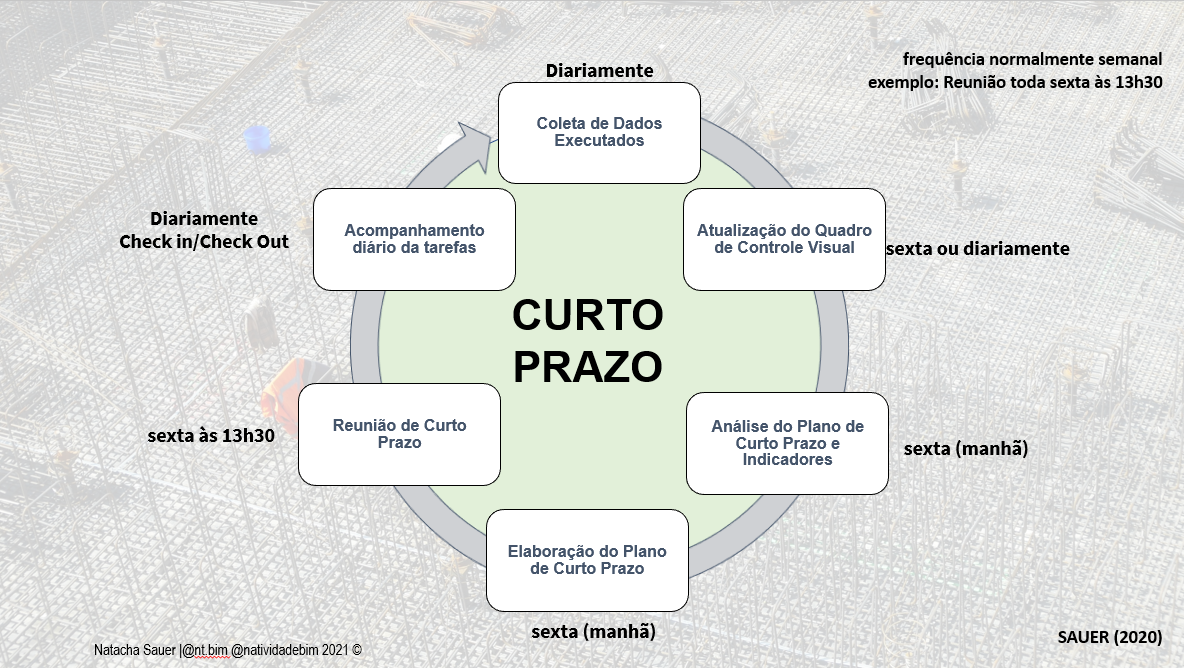 frequência normalmente semanal
exemplo: Reunião toda sexta às 13h30
Diariamente
Coleta de Dados
Executados
Atualização do Quadro
de Controle Visual
sexta ou diariamente
Análise do Plano de
Curto Prazo e
Indicadores
sexta (manhã)
Elaboração do Plano
de Curto Prazo
sexta (manhã)
Reunião de Curto
Prazo
sexta às 13h30
Acompanhamento
diário da tarefas
Diariamente
Check in/Check Out
CURTO
PRAZO
Natacha Sauer |@nt.bim @natividadebim 2021 ©
SAUER (2020)